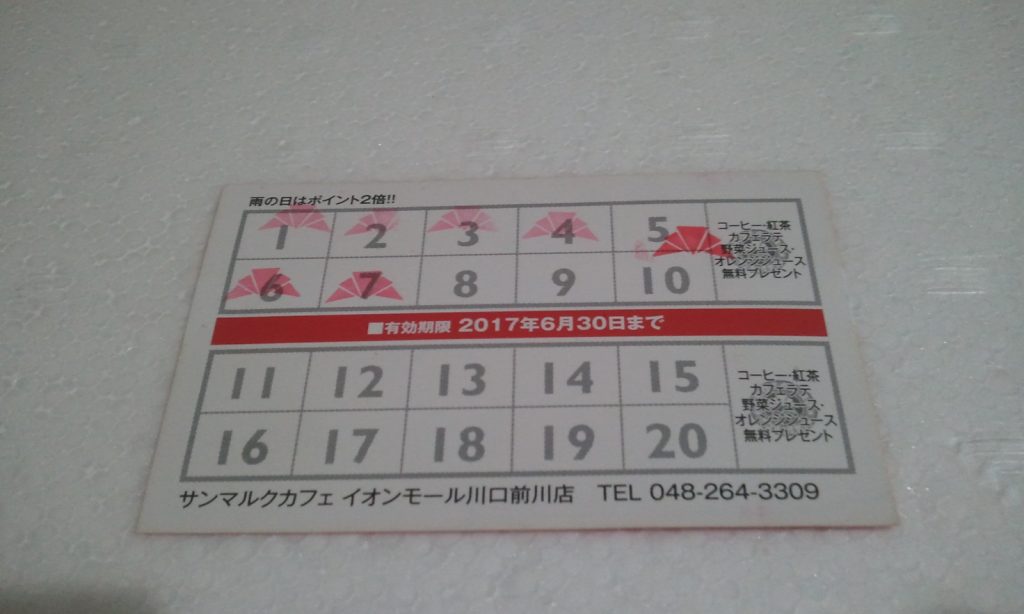 雨の日はポイント2倍!!
1 2 3 4 5
6 7 8 9 10
コーヒー・紅茶
カフェラテ
野菜ジュース・
オレンジジュース
無料プレゼント
■有効期限 2017年6月30日まで
11 12 13 14 15
16 17 18 19 20
コーヒー・紅茶
カフェラテ
野菜ジュース・
オレンジジュース
無料プレゼント
サンマルクカフェ イオンモール川口前川店 TEL 048-264-3309